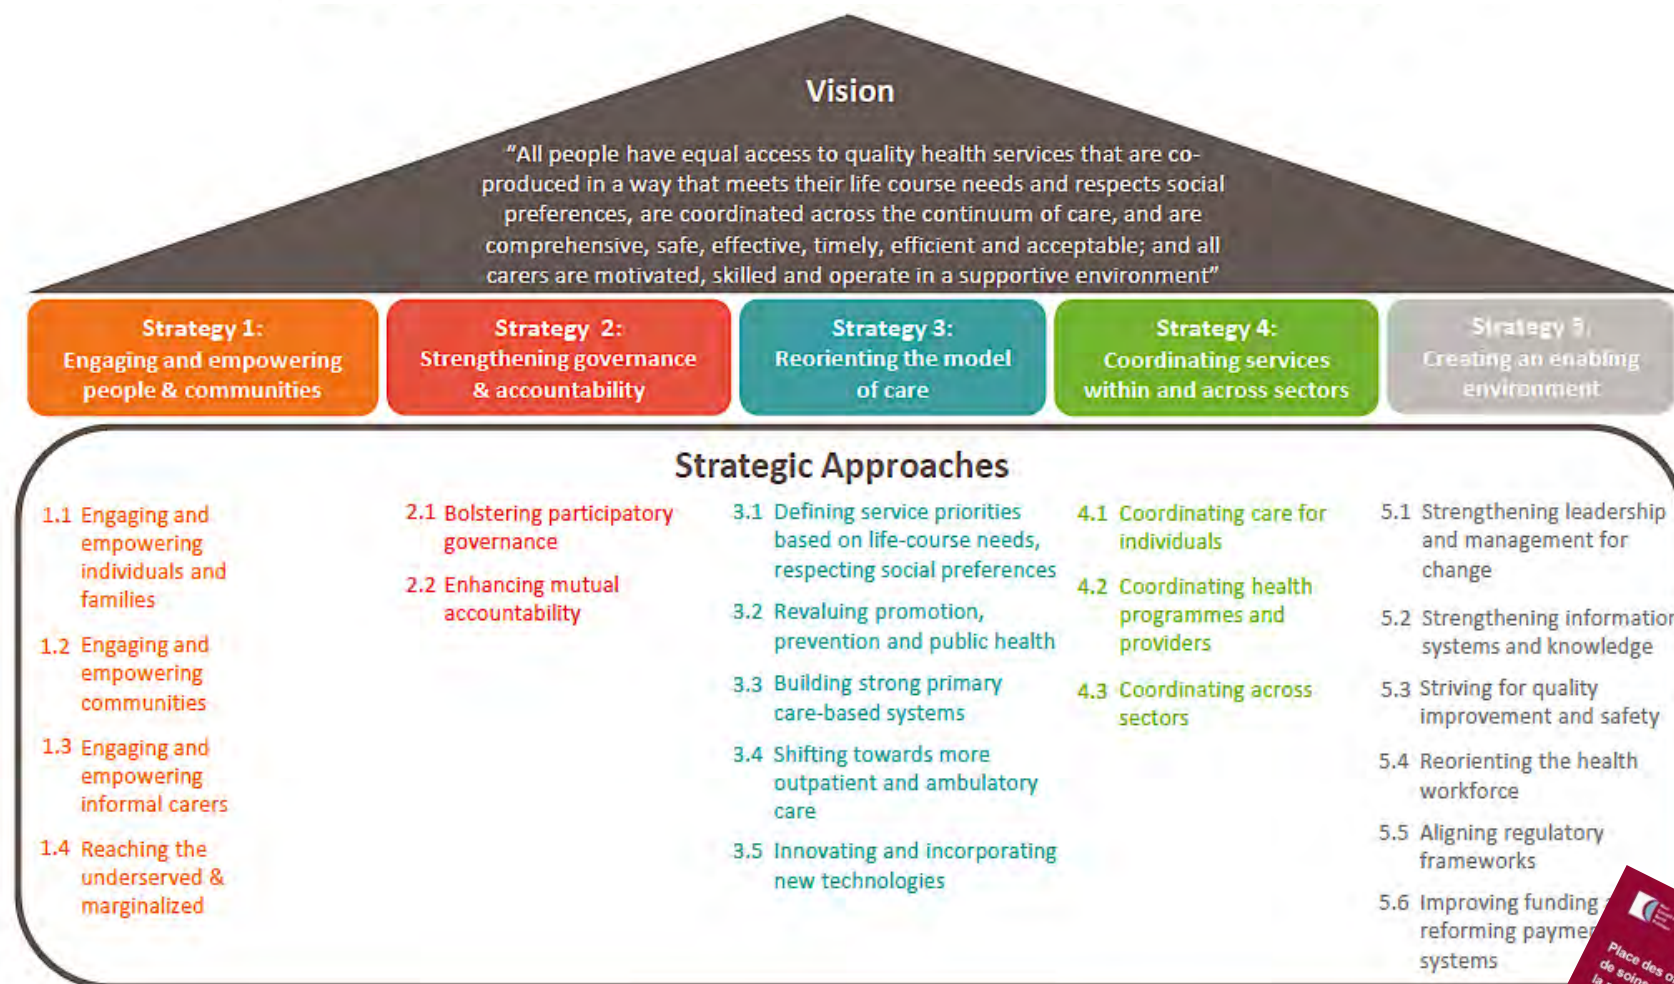 Vision
"All people have equal access to quality health services that are co-
produced in a way that meets their life course needs and respects social
preferences, are coordinated across the continuum of care, and are
comprehensive, safe, effective, timely, efficient and acceptable; and all
carers are motivated, skilled and operate in a supportive environment"
Strategy 1:
Engaging and empowering
people & communities
Strategy 2:
Strengthening governance
& accountability
Strategy 3:
Reorienting the model
of care
Strategy 4:
Coordinating services
within and across sectors
Strategy 5:
Creating an enabling
environment
Strategic Approaches
1.1 Engaging and
empowering
individuals and
families
1.2 Engaging and
empowering
communities
1.3 Engaging and
empowering
informal carers
1.4 Reaching the
underserved &
marginalized
2.1 Bolstering participatory
governance
2.2 Enhancing mutual
accountability
3.1 Defining service priorities
based on life-course needs,
respecting social preferences
3.2 Revaluing promotion,
prevention and public health
3.3 Building strong primary
care-based systems
3.4 Shifting towards more
outpatient and ambulatory
care
3.5 Innovating and incorporating
new technologies
4.1 Coordinating care for
individuals
4.2 Coordinating health
programmes and
providers
4.3 Coordinating across
sectors
5.1 Strengthening leadership
and management for
change
5.2 Strengthening information
systems and knowledge
5.3 Striving for quality
improvement and safety
5.4 Reorienting the health
workforce
5.5 Aligning regulatory
frameworks
5.6 Improving funding
reforming
systems
Place des
de soins